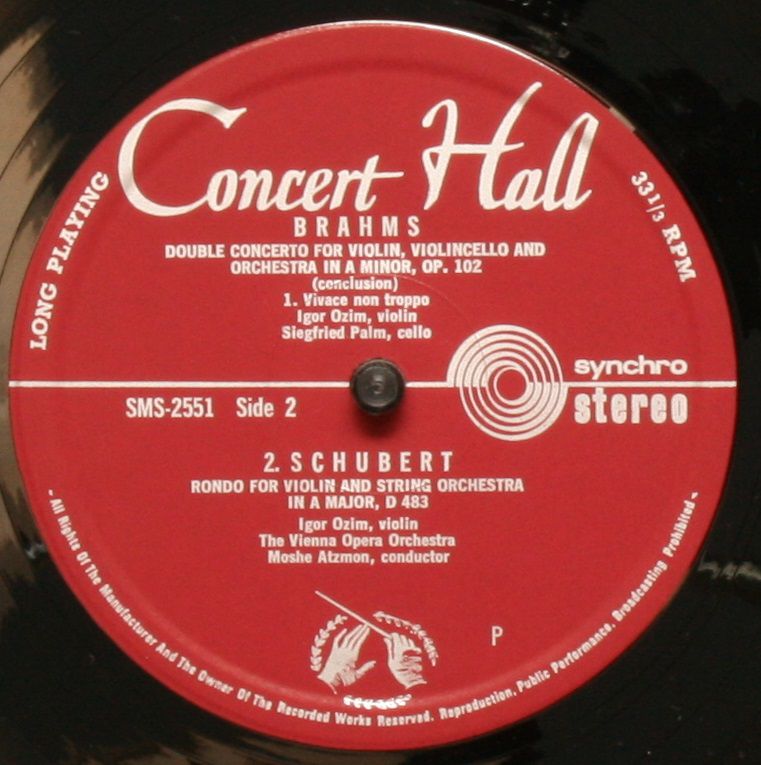 Concert Hall
LONG PLAYING
33 1/3 RPM
BRAHMS
DOUBLE CONCERTO FOR VIOLIN, VIOLINCELLO AND
ORCHESTRA IN A MINOR, OP. 102
(conclusion)
1. Vivace non troppo
Igor Ozim, violin
Siegfried Palm, cello
synchro
stereo
SMS-2551 Side 2
2. SCHUBERT
RONDO FOR VIOLIN AND STRING ORCHESTRA
IN A MAJOR, D 483
Igor Ozim, violin
The Vienna Opera Orchestra
Moshe Atzmon, conductor
P
- All Rights Of The Manufacturer And The Owner Of The Recorded Works Reserved. Reproduction, Public Performance, Broadcasting Prohibited -